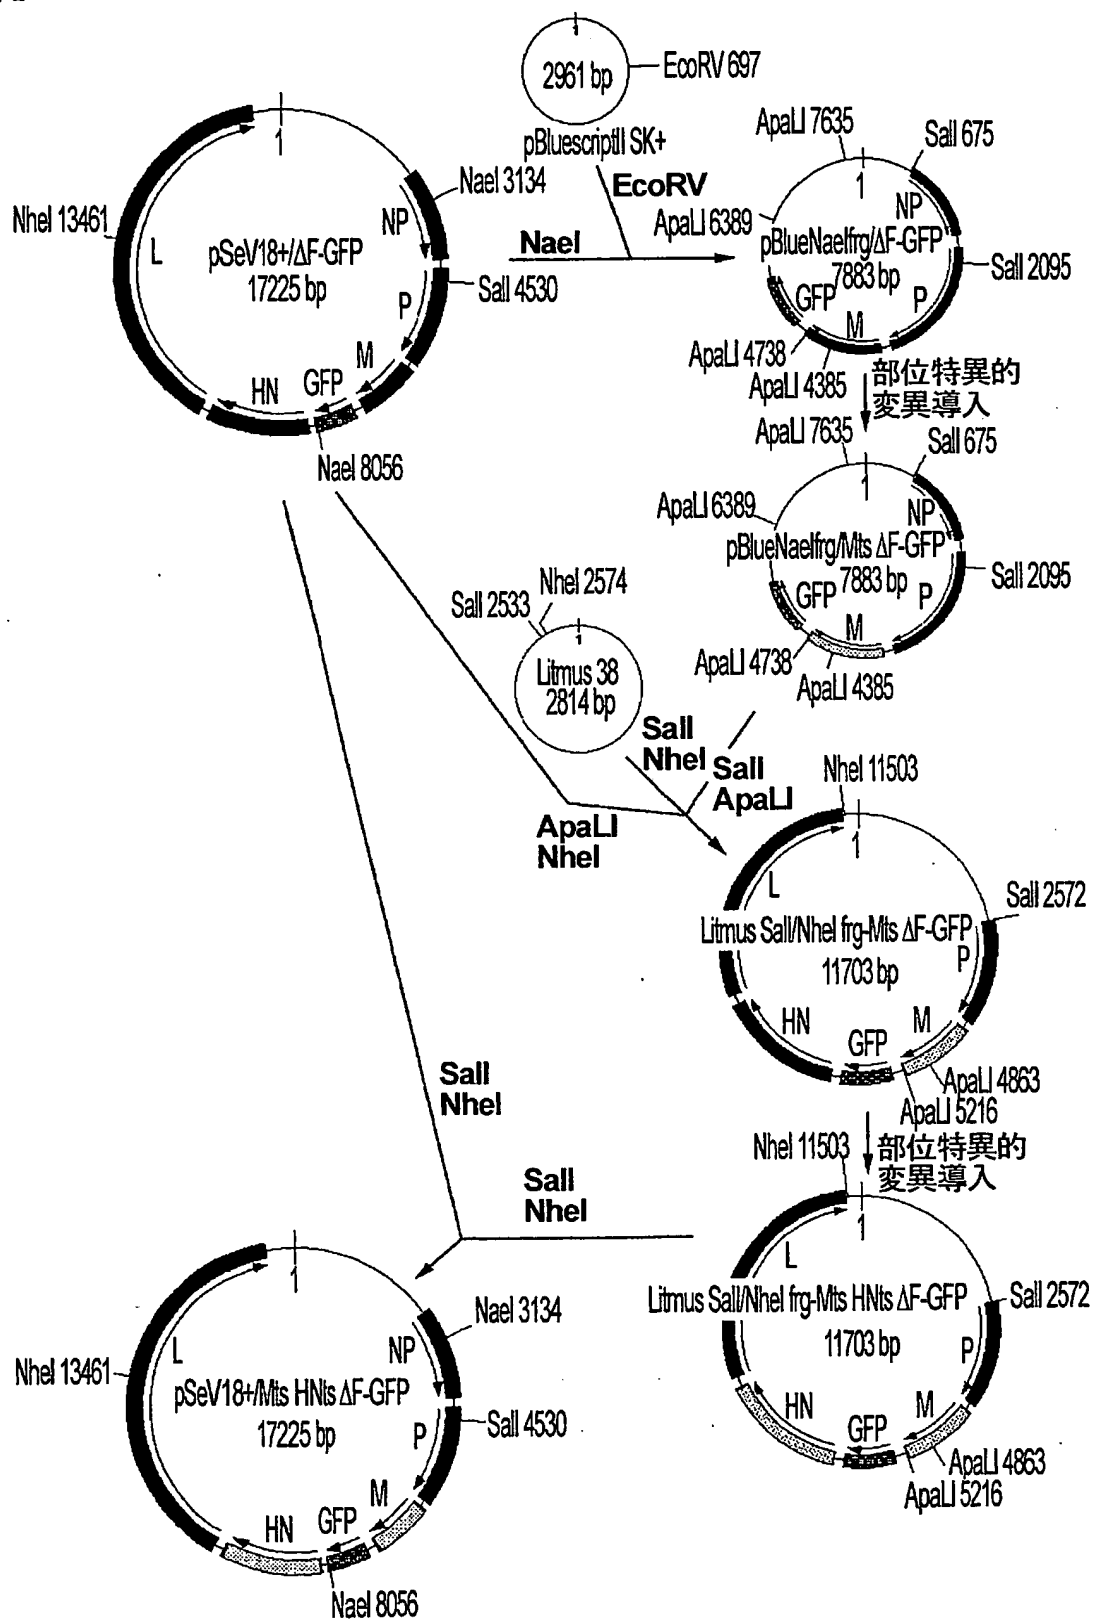 1
2961 bp
EcoRV 697
pBluescriptII SK+
EcoRV
NaeI
1
NaeI 3134
NP
NheI 13461
L
pSeV18+/ΔF-GFP
17225 bp
SalI 4530
P
M
GFP
HN
NaeI 8056
ApaLI 7635
SalI 675
1
NP
ApaLI 6389
pBlueNaeIfrg/ΔF-GFP
7883 bp
SalI 2095
GFP
P
M
ApaLI 4738
ApaLI 4385
部位特異的
変異導入
ApaLI 7635
SalI 675
1
ApaLI 6389
NP
pBlueNaeIfrg/Mts ΔF-GFP
7883 bp
SalI 2095
GFP
P
M
ApaLI 4738
ApaLI 4385
NheI 2574
SalI 2533
1
Litmus 38
2814 bp
SalI
NheI
SalI
ApaLI
ApaLI
NheI
NheI 11503
1
L
SalI 2572
Litmus SalI/NheI frg-Mts ΔF-GFP
11703 bp
P
HN
M
GFP
ApaLI 4863
ApaLI 5216
部位特異的
変異導入
NheI 11503
1
L
SalI 2572
Litmus SalI/NheI frg-Mts HNts ΔF-GFP
11703 bp
P
HN
M
GFP
ApaLI 4863
ApaLI 5216
SalI
NheI
SalI
NheI
1
NaeI 3134
L
NP
NheI 13461
pSeV18+/Mts HNts ΔF-GFP
17225 bp
SalI 4530
P
M
GFP
HN
NaeI 8056